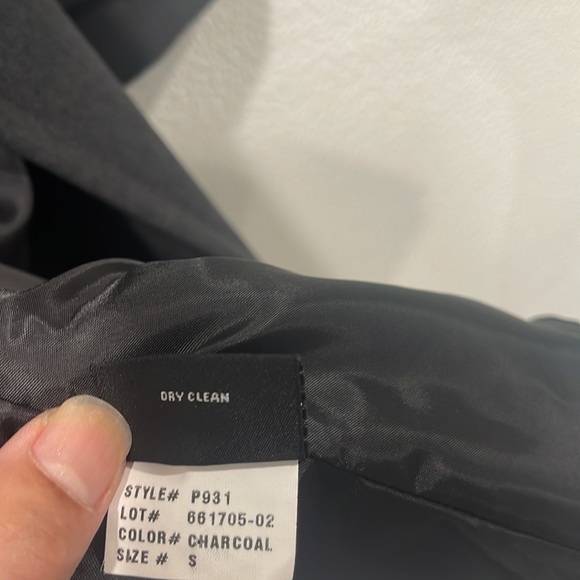 DRY CLEAN
STYLE# P931
LOT# 661705-02
COLOR# CHARCOAL
SIZE # S